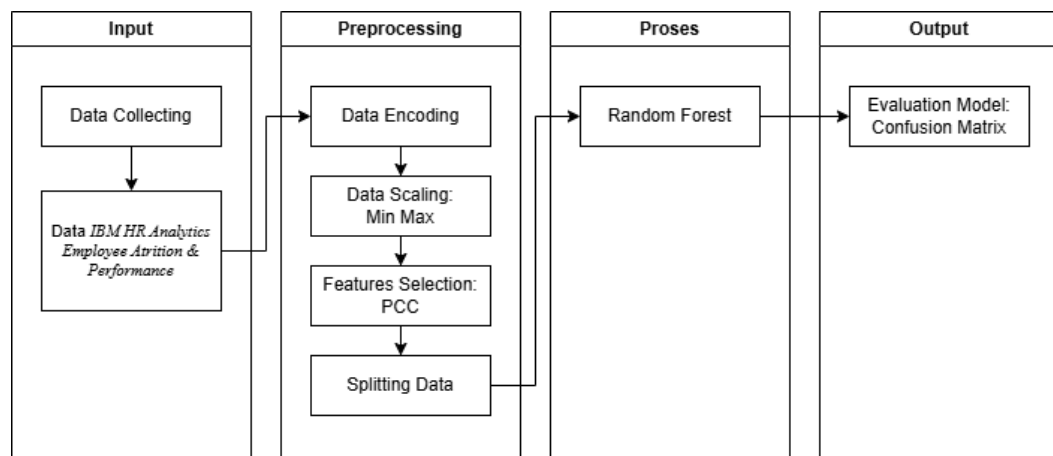 Input
Data Collecting
Data IBM HR Analytics
Employee Atrition &
Performance
Preprocessing
Data Encoding
Data Scaling:
Min Max
Features Selection:
PCC
Splitting Data
Proses
Random Forest
Output
Evaluation Model:
Confusion Matrix